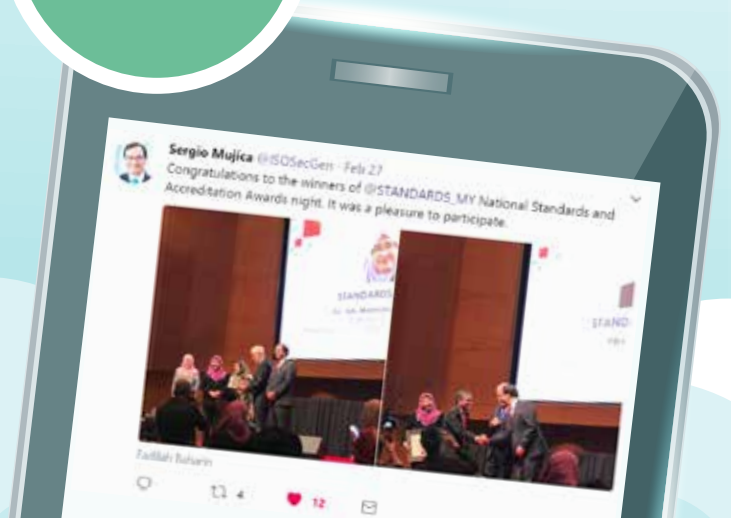 Sergio Mujica @ISOSecGen · Feb 27
Congratulations to the winners of @STANDARDS_MY National Standards and
Accreditation Awards night. It was a pleasure to participate.
STANDARDS
STAND
Fadillah Baharin
4 12